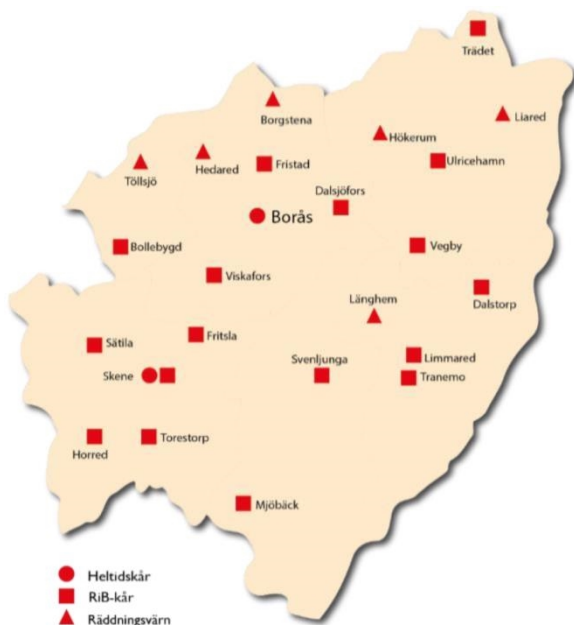 Trädet
Borgstena
Liared
Hökerum
Töllsjö
Hedared
Fristad
Ulricehamn
Dalsjöfors
Borås
Bollebygd
Vegby
Viskafors
Dalstorp
Länghem
Sätila
Fritsla
Svenljunga
Limmared
Skene
Tranemo
Horred
Torestorp
Mjöbäck
Heltidskår
RiB-kår
Räddningsvärn